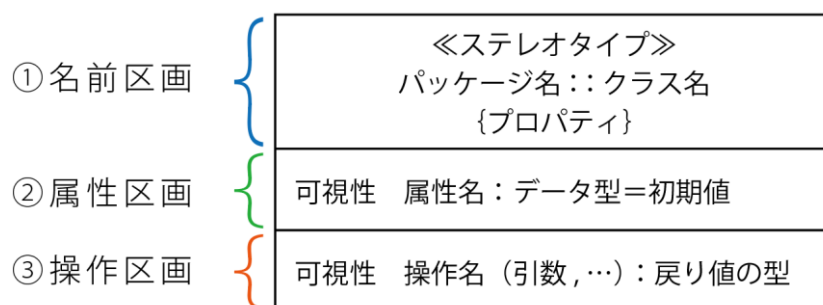 ≪ステレオタイプ≫
①名前区画
パッケージ名：：クラス名
{プロパティ}
②属性区画
可視性　属性名：データ型＝初期値
③操作区画
可視性　操作名（引数 , …）：戻り値の型